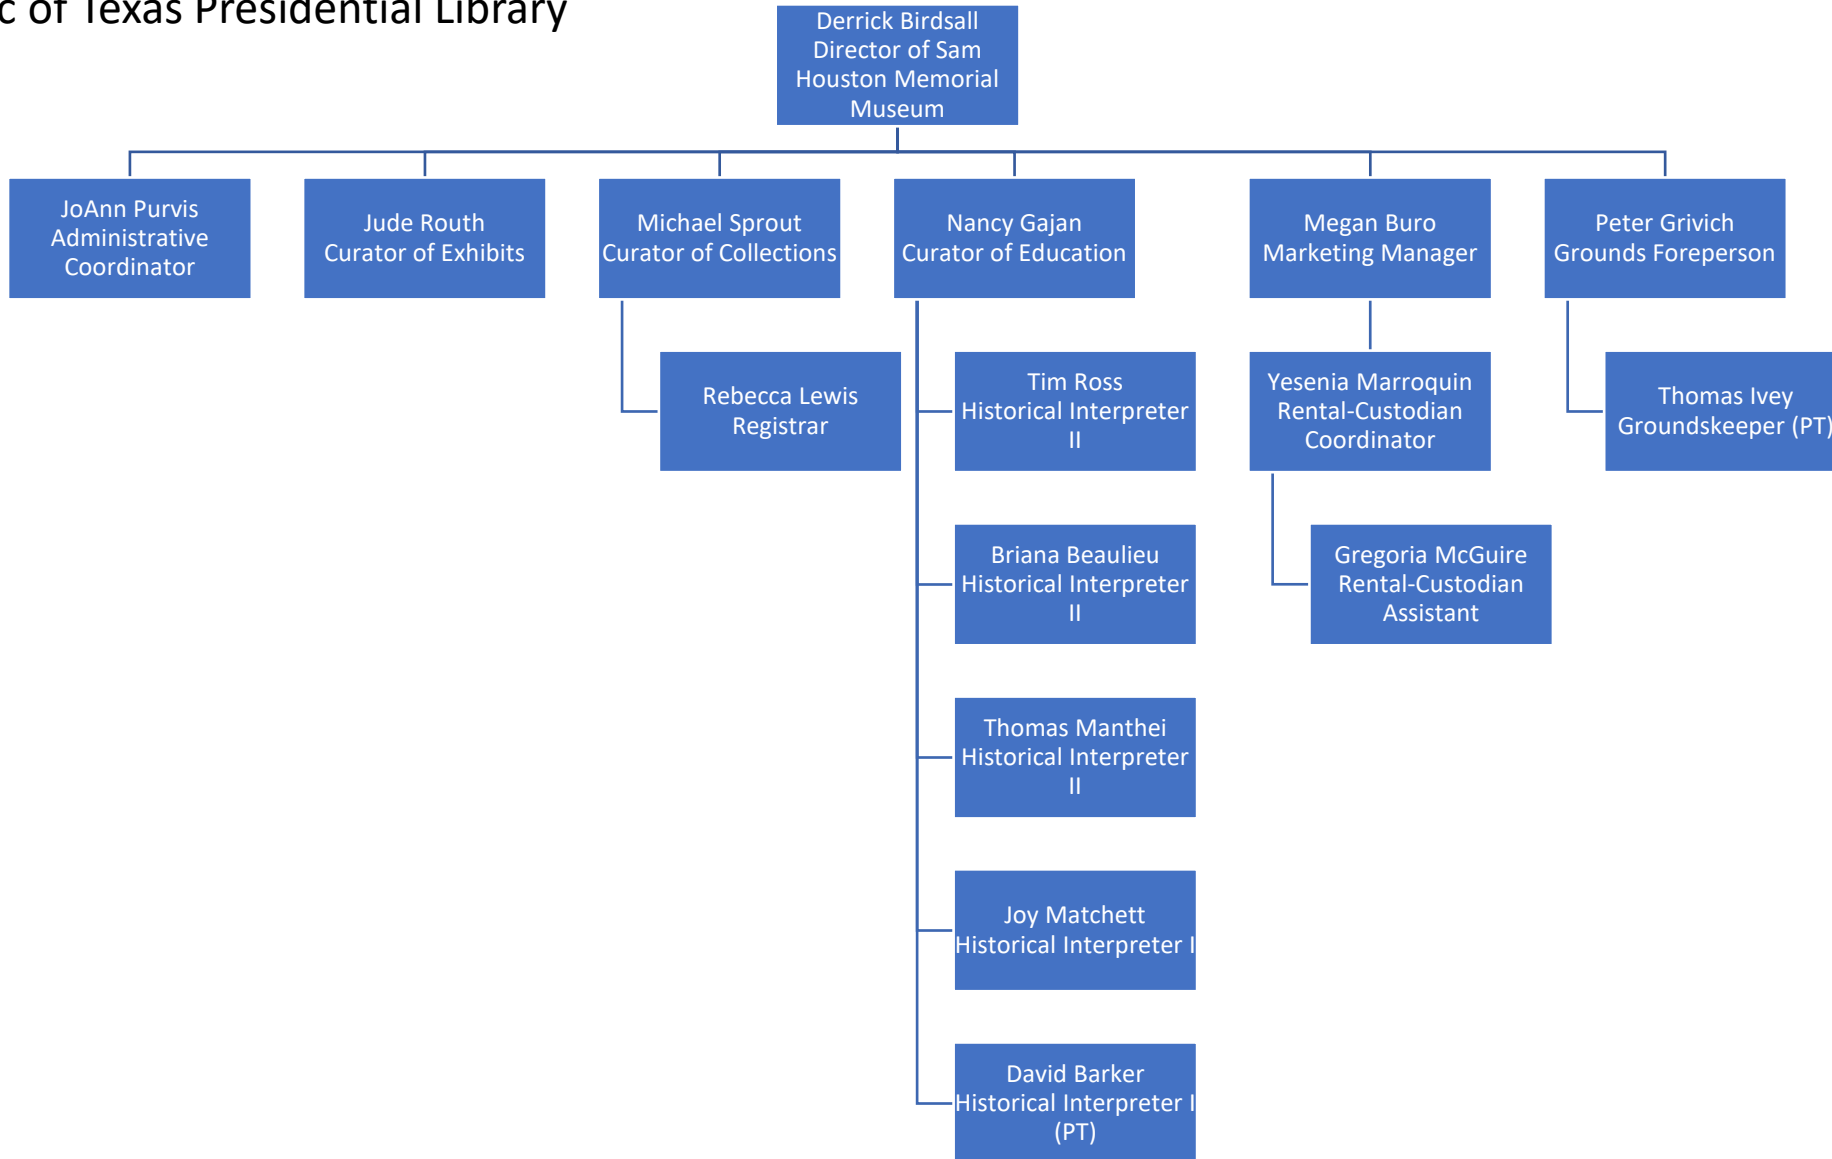 c of Texas Presidential Library
Derrick Birdsall
Director of Sam
Houston Memorial
Museum
JoAnn Purvis
Administrative
Coordinator
Jude Routh
Curator of Exhibits
Michael Sprout
Curator of Collections
Nancy Gajan
Curator of Education
Megan Buro
Marketing Manager
Peter Grivich
Grounds Foreperson
Rebecca Lewis
Registrar
Tim Ross
Historical Interpreter
II
Yesenia Marroquin
Rental-Custodian
Coordinator
Thomas Ivey
Groundskeeper (PT)
Briana Beaulieu
Historical Interpreter
II
Gregoria McGuire
Rental-Custodian
Assistant
Thomas Manthei
Historical Interpreter
II
Joy Matchett
Historical Interpreter I
David Barker
Historical Interpreter I
(PT)